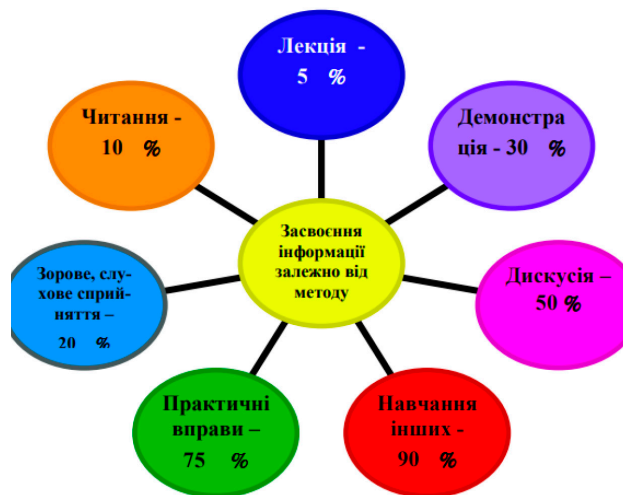 Лекція -
5 %
Читання -
10 %
Демонстра
ція - 30 %
Засвоєння
інформації
залежно від
методу
Зорове, слу-
хове сприй-
няття –
20 %
Дискусія –
50 %
Практичні
вправи –
75 %
Навчання
інших -
90 %